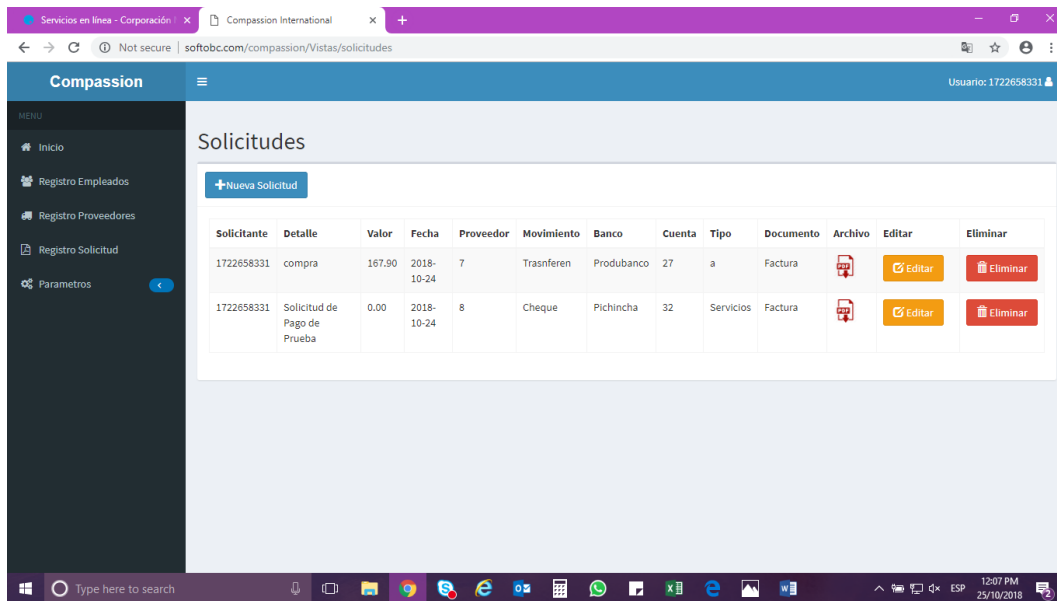 Servicios en línea - Corporación
Compassion International
Not secure | softobc.com/compassion/Vistas/solicitudes
Compassion
Usuario: 1722658331
MENU
Inicio
Registro Empleados
Registro Proveedores
Registro Solicitud
Parametros
Solicitudes
Nueva Solicitud
Solicitante Detalle Valor Fecha Proveedor Movimiento Banco Cuenta Tipo Documento Archivo Editar Eliminar
1722658331 compra 167.90 2018-10-24 7 Trasnferen Produbanco 27 a Factura PDF Editar Eliminar
1722658331 Solicitud de Pago de Prueba 0.00 2018-10-24 8 Cheque Pichincha 32 Servicios Factura PDF Editar Eliminar
Type here to search
ESP
12:07 PM
25/10/2018